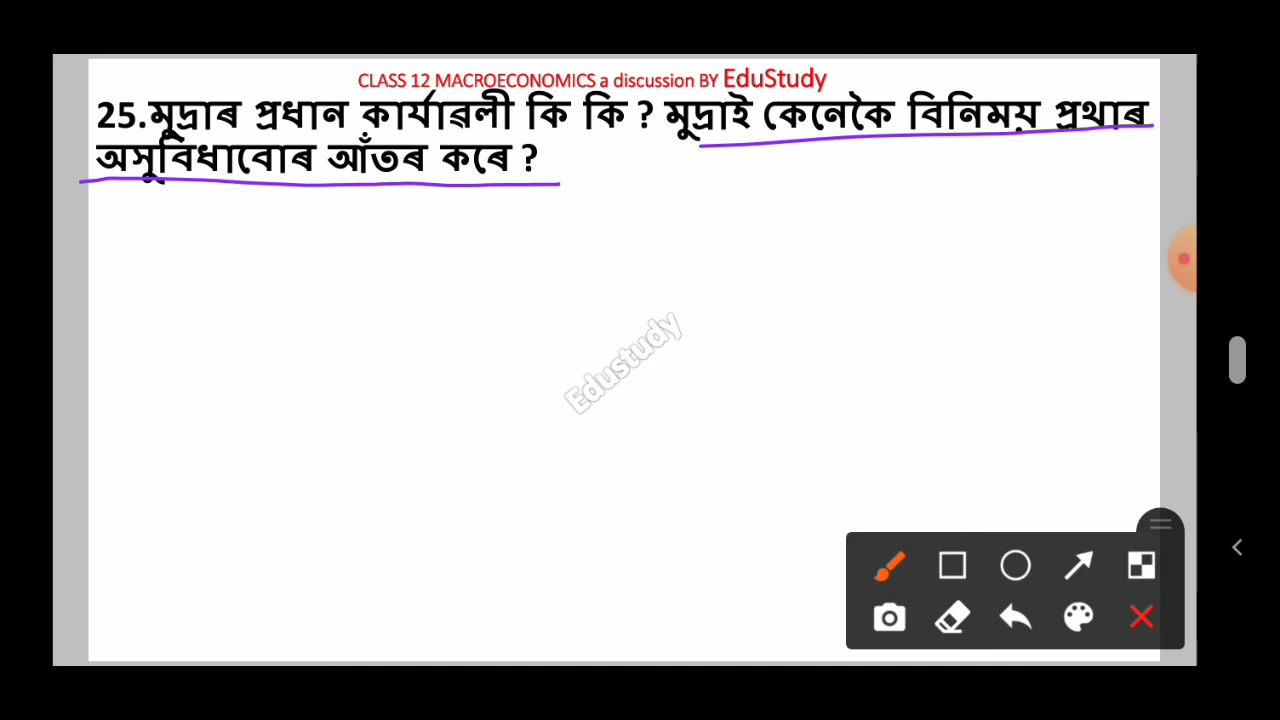 CLASS 12 MACROECONOMICS a discussion BY EduStudy
25.মুদ্ৰাৰ প্ৰধান কাৰ্যাৱলী কি কি ? মুদ্ৰাই কেনেকৈ বিনিময় প্ৰথাৰ
অসুবিধাবোৰ আঁতৰ কৰে ?
Edustudy